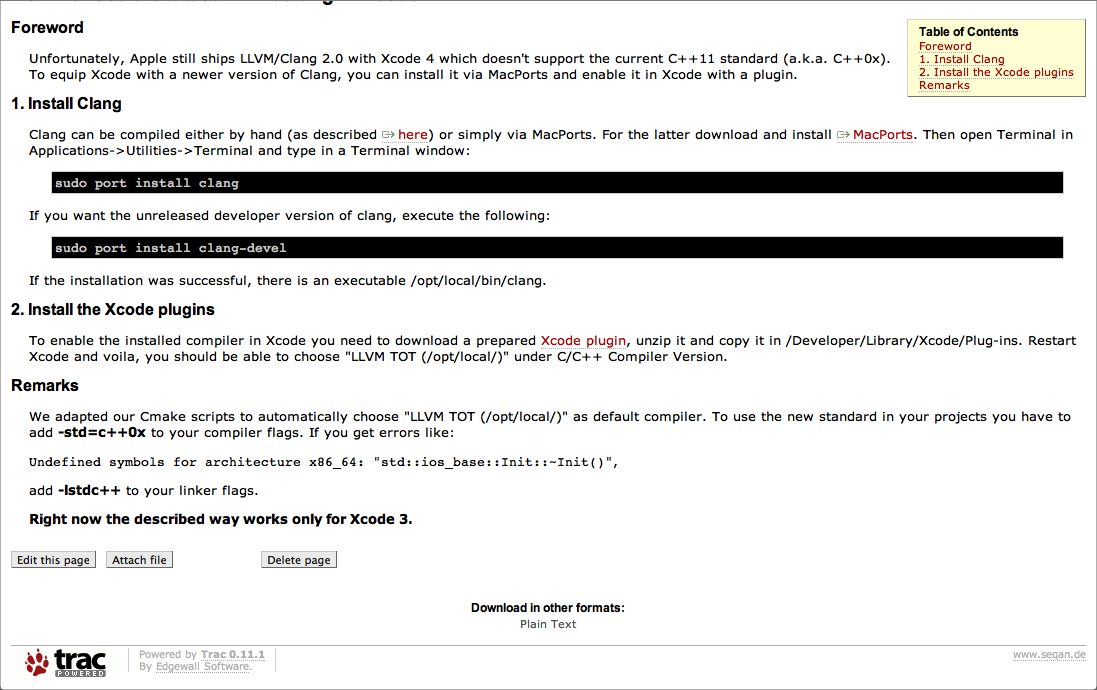 Foreword
Table of Contents
Foreword
1. Install Clang
2. Install the Xcode plugins
Remarks
Unfortunately, Apple still ships LLVM/Clang 2.0 with Xcode 4 which doesn't support the current C++11 standard (a.k.a. C++0x).
To equip Xcode with a newer version of Clang, you can install it via MacPorts and enable it in Xcode with a plugin.
1. Install Clang
Clang can be compiled either by hand (as described here) or simply via MacPorts. For the latter download and install MacPorts. Then open Terminal in
Applications->Utilities->Terminal and type in a Terminal window:
sudo port install clang
If you want the unreleased developer version of clang, execute the following:
sudo port install clang-devel
If the installation was successful, there is an executable /opt/local/bin/clang.
2. Install the Xcode plugins
To enable the installed compiler in Xcode you need to download a prepared Xcode plugin, unzip it and copy it in /Developer/Library/Xcode/Plug-ins. Restart
Xcode and voila, you should be able to choose "LLVM TOT (/opt/local/)" under C/C++ Compiler Version.
Remarks
We adapted our Cmake scripts to automatically choose "LLVM TOT (/opt/local/)" as default compiler. To use the new standard in your projects you have to
add -std=c++0x to your compiler flags. If you get errors like:
Undefined symbols for architecture x86_64: "std::ios_base::Init::~Init()",
add -lstdc++ to your linker flags.
Right now the described way works only for Xcode 3.
Edit this page Attach file Delete page
Download in other formats:
Plain Text
trac
POWERED
Powered by Trac 0.11.1
By Edgewall Software.
www.seqan.de